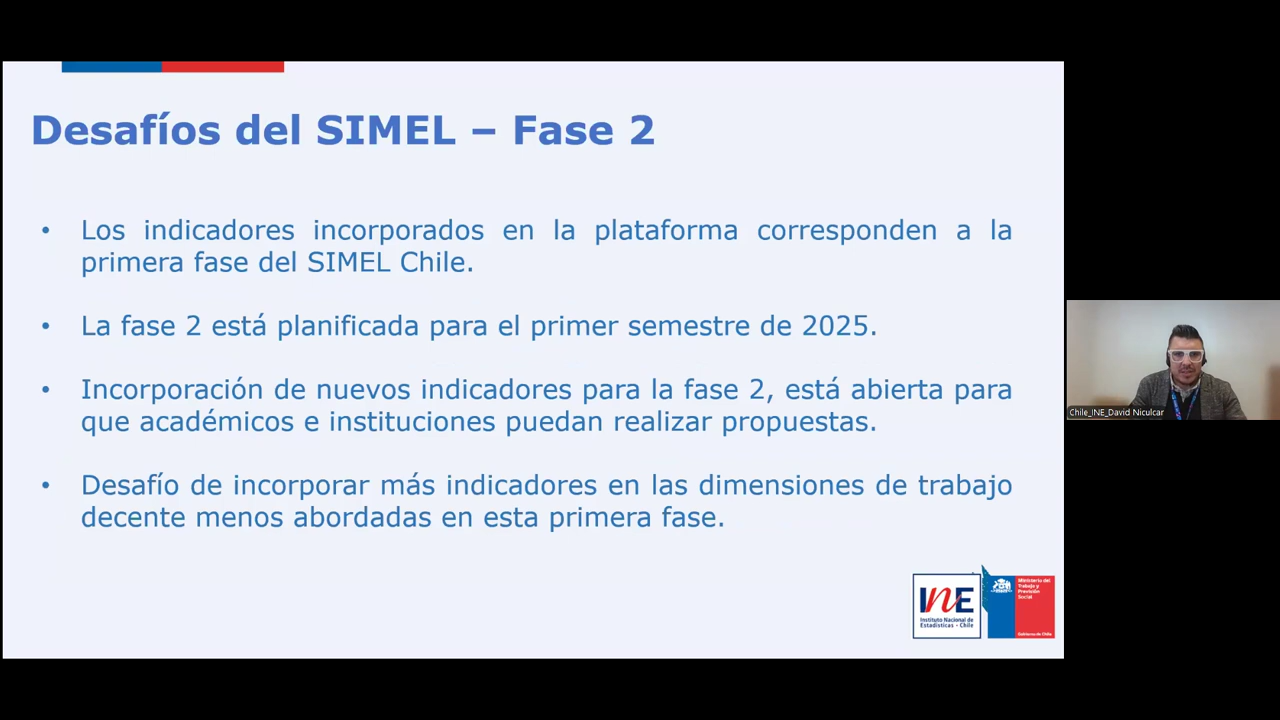 Desafíos del SIMEL – Fase 2
• Los indicadores incorporados en la plataforma corresponden a la
primera fase del SIMEL Chile.
• La fase 2 está planificada para el primer semestre de 2025.
• Incorporación de nuevos indicadores para la fase 2, está abierta para
que académicos e instituciones puedan realizar propuestas.
• Desafío de incorporar más indicadores en las dimensiones de trabajo
decente menos abordadas en esta primera fase.
INE
Instituto Nacional de
Estadísticas - Chile
Ministerio del
Trabajo y
Previsión
Social
Gobierno de Chile
Chile_INE_David Niculcar